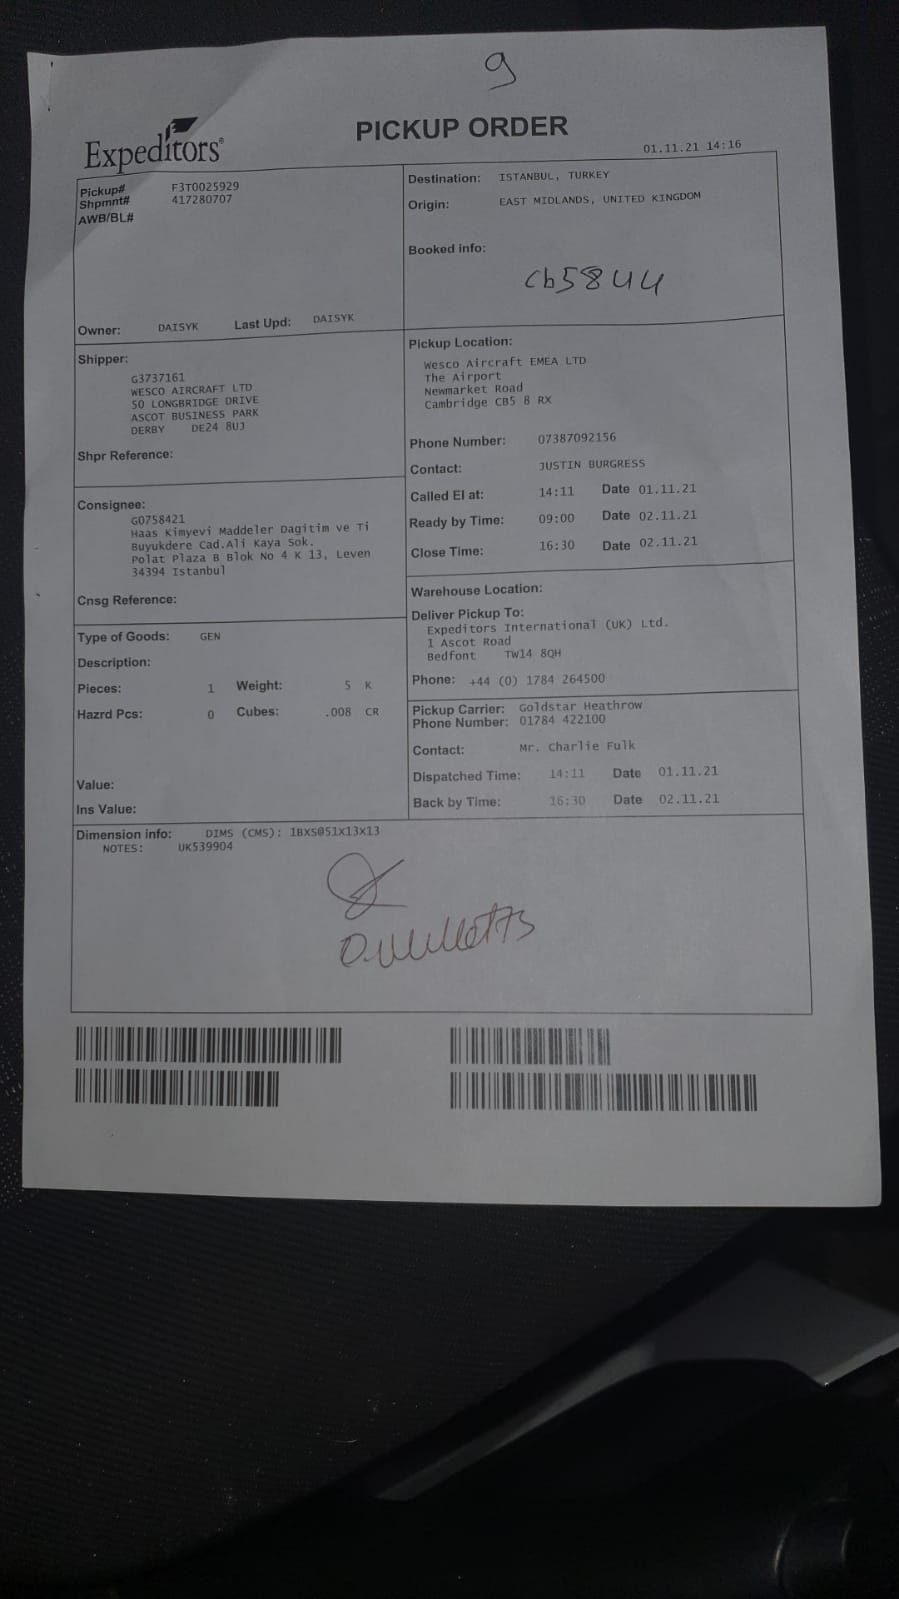 9
Expeditors®
PICKUP ORDER
01.11.21 14:16
Pickup# F3T0025929
Shpmnt# 417280707
AWB/BL#
Owner: DAISYK Last Upd: DAISYK
Destination: ISTANBUL, TURKEY
Origin: EAST MIDLANDS, UNITED KINGDOM
Booked info:
Cb5844
Shipper:
G3737161
WESCO AIRCRAFT LTD
50 LONGBRIDGE DRIVE
ASCOT BUSINESS PARK
DERBY DE24 8UJ
Shpr Reference:
Pickup Location:
Wesco Aircraft EMEA LTD
The Airport
Newmarket Road
Cambridge CB5 8 RX
Phone Number: 07387092156
Contact: JUSTIN BURGRESS
Called EI at: 14:11 Date 01.11.21
Ready by Time: 09:00 Date 02.11.21
Close Time: 16:30 Date 02.11.21
Consignee:
G0758421
Haas Kimyevi Maddeler Dagitim ve Ti
Buyukdere Cad.Ali Kaya Sok.
Polat Plaza B Blok No 4 K 13, Leven
34394 Istanbul
Cnsg Reference:
Warehouse Location:
Deliver Pickup To:
Expeditors International (UK) Ltd.
1 Ascot Road
Bedfont TW14 8QH
Phone: +44 (0) 1784 264500
Type of Goods: GEN
Description:
Pieces: 1 Weight: 5 K
Hazrd Pcs: 0 Cubes: .008 CR
Value:
Ins Value:
Pickup Carrier: Goldstar Heathrow
Phone Number: 01784 422100
Contact: Mr. Charlie Fulk
Dispatched Time: 14:11 Date 01.11.21
Back by Time: 16:30 Date 02.11.21
Dimension info: DIMS (CMS): 1BXS@51X13X13
NOTES: UK539904